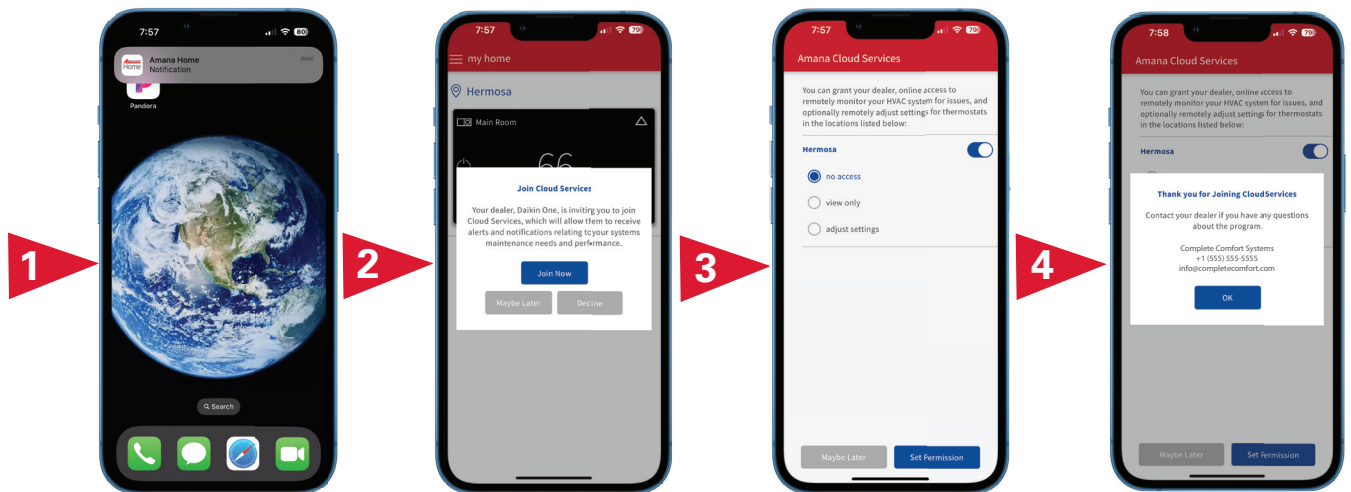 1
7:57
80
Amana
Home
Amana Home
now
Notification
Pandora
Search
2
7:57
79
my home
Hermosa
Main Room
66
Join Cloud Services
Your dealer, Daikin One, is inviting you to join
Cloud Services, which will allow them to receive
alerts and notifications relating to your systems
maintenance needs and performance.
Join Now
Maybe Later
Decline
3
7:57
79
Amana Cloud Services
You can grant your dealer, online access to
remotely monitor your HVAC system for issues, and
optionally remotely adjust settings for thermostats
in the locations listed below:
Hermosa
no access
view only
adjust settings
Maybe Later
Set Permission
4
7:58
79
Amana Cloud Services
You can grant your dealer, online access to
remotely monitor your HVAC system for issues, and
optionally remotely adjust settings for thermostats
in the locations listed below:
Hermosa
Thank you for Joining CloudServices
Contact your dealer if you have any questions
about the program.
Complete Comfort Systems
+1 (555) 555-5555
info@completecomfort.com
OK
Maybe Later
Set Permission